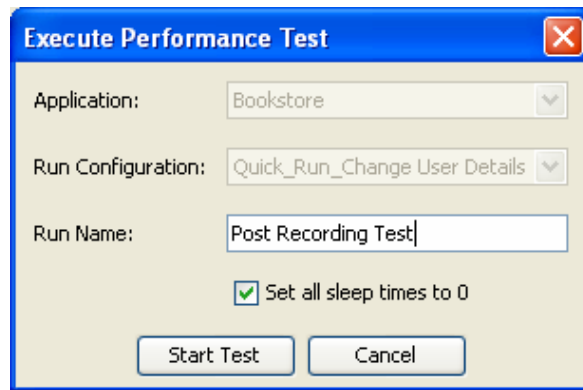 Execute Performance Test
Application: Bookstore
Run Configuration: Quick_Run_Change User Details
Run Name: Post Recording Test
Set all sleep times to 0
Start Test Cancel